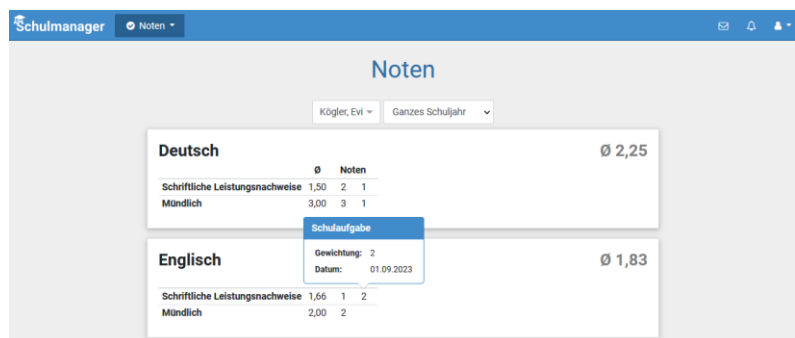 Schulmanager Noten
Noten
Kögler, Evi Ganzes Schuljahr
Deutsch Ø 2,25
Ø Noten
Schriftliche Leistungsnachweise 1,50 2 1
Mündlich 3,00 3 1
Schulaufgabe
Gewichtung: 2
Datum: 01.09.2023
Englisch Ø 1,83
Schriftliche Leistungsnachweise 1,66 1 2
Mündlich 2,00 2